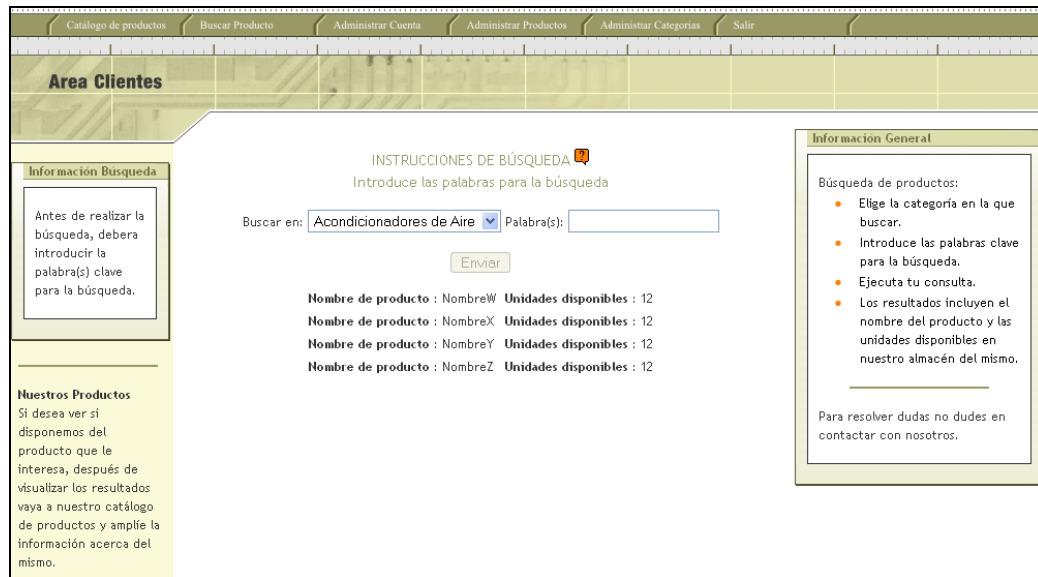 Catálogo de productos Buscar Producto Administrar Cuenta Administrar Productos Administrar Categorias Salir
Area Clientes
Información Búsqueda
Antes de realizar la
búsqueda, debera
introducir la
palabra(s) clave
para la búsqueda.
Nuestros Productos
Si desea ver si
disponemos del
producto que le
interesa, después de
visualizar los resultados
vaya a nuestro catálogo
de productos y amplíe la
información acerca del
mismo.
INSTRUCCIONES DE BÚSQUEDA ?
Introduce las palabras para la búsqueda
Buscar en: Acondicionadores de Aire Palabra(s):
Enviar
Nombre de producto : NombreW Unidades disponibles : 12
Nombre de producto : NombreX Unidades disponibles : 12
Nombre de producto : NombreY Unidades disponibles : 12
Nombre de producto : NombreZ Unidades disponibles : 12
Información General
Búsqueda de productos:
Elige la categoría en la que
buscar.
Introduce las palabras clave
para la búsqueda.
Ejecuta tu consulta.
Los resultados incluyen el
nombre del producto y las
unidades disponibles en
nuestro almacén del mismo.
Para resolver dudas no dudes en
contactar con nosotros.